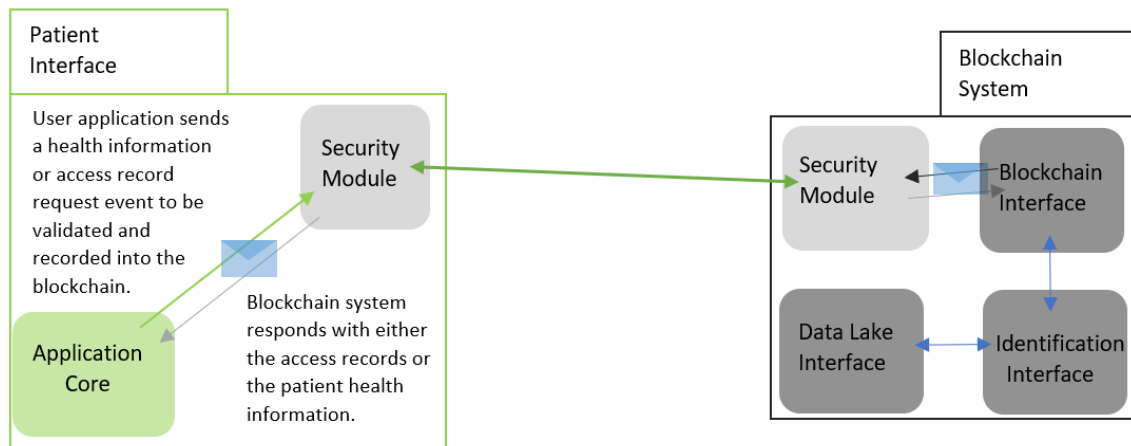 Patient
Interface
User application sends
a health information
or access record
request event to be
validated and
recorded into the
blockchain.
Security
Module
Blockchain system
responds with either
the access records or
the patient health
information.
Application
Core
Blockchain
System
Security
Module
Blockchain
Interface
Data Lake
Interface
Identification
Interface